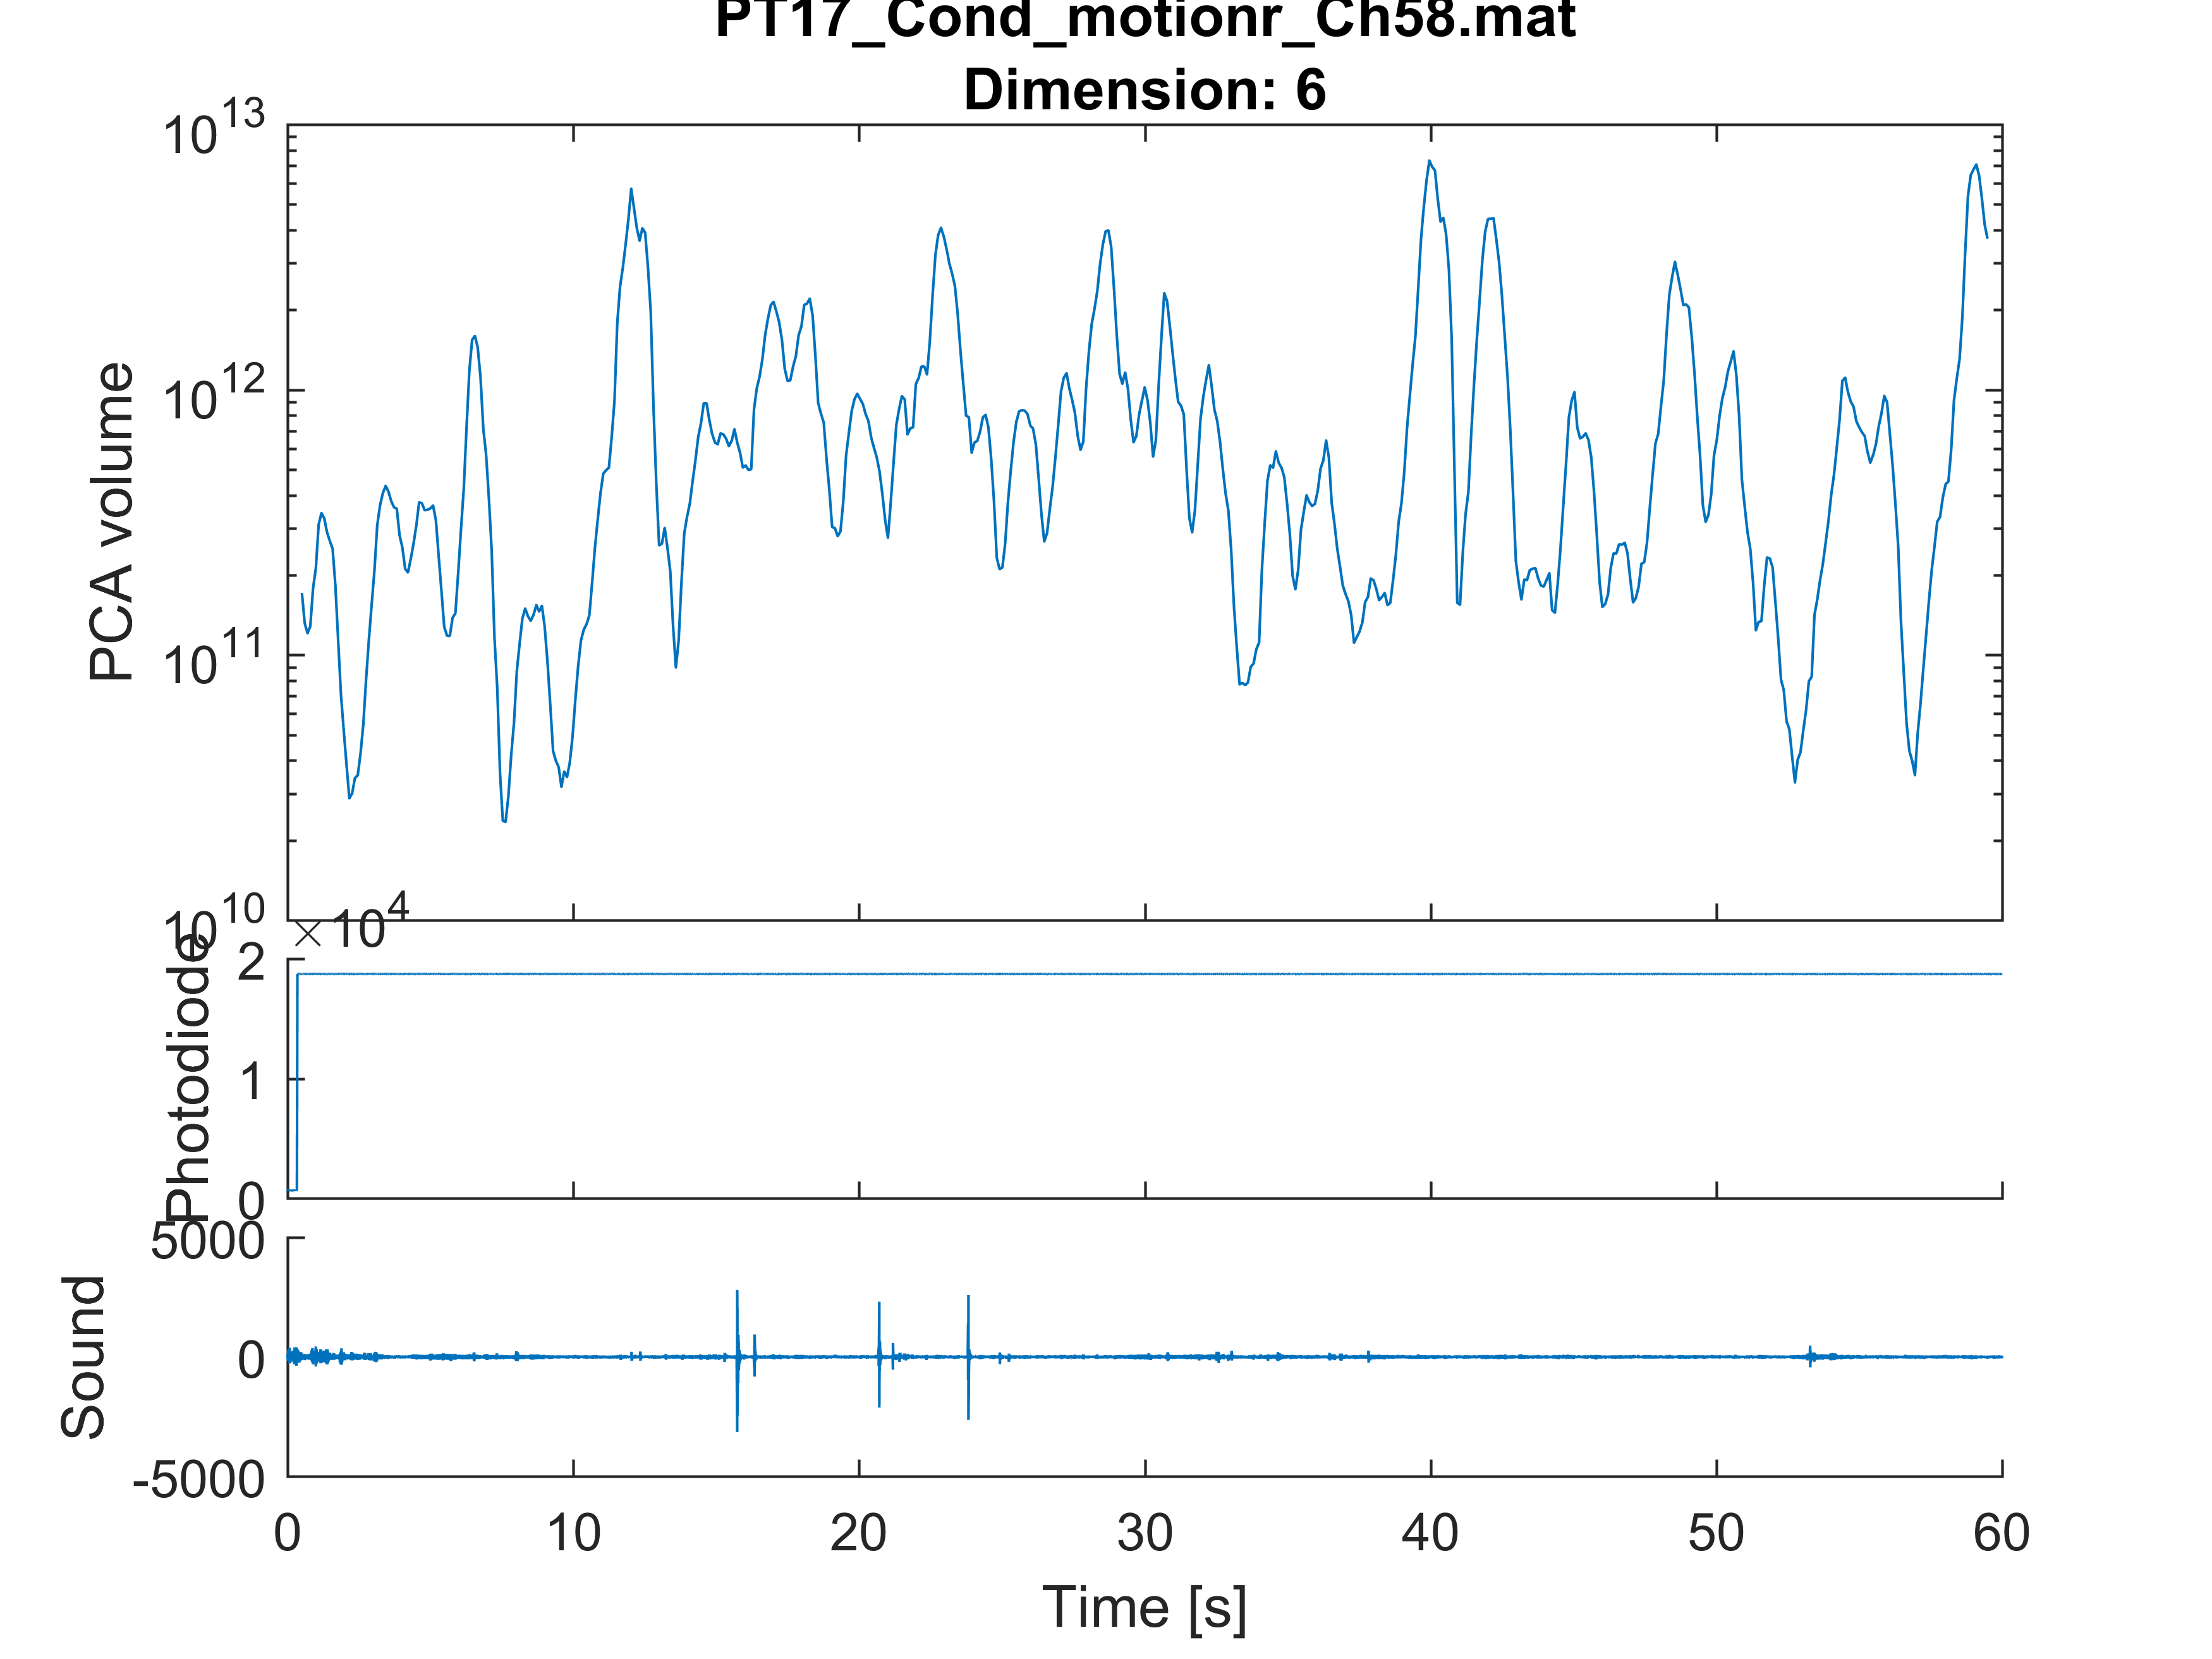 PT17_Cond_motionr_Ch58.mat
Dimension: 6
10^13
10^12
10^11
10^10
PCA volume
× 10^4
2
1
0
Photodiode
5000
0
-5000
Sound
0 10 20 30 40 50 60
Time [s]